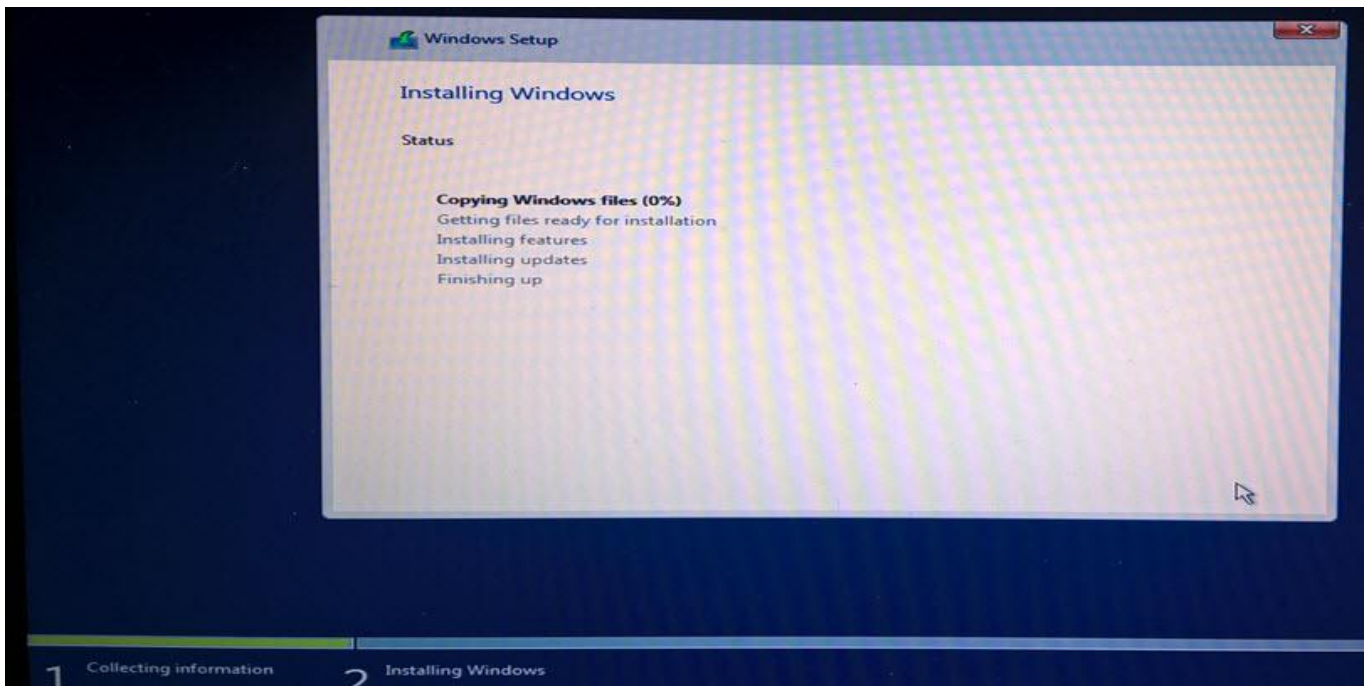 Windows Setup
Installing Windows
Status
Copying Windows files (0%)
Getting files ready for installation
Installing features
Installing updates
Finishing up
1 Collecting information
2 Installing Windows